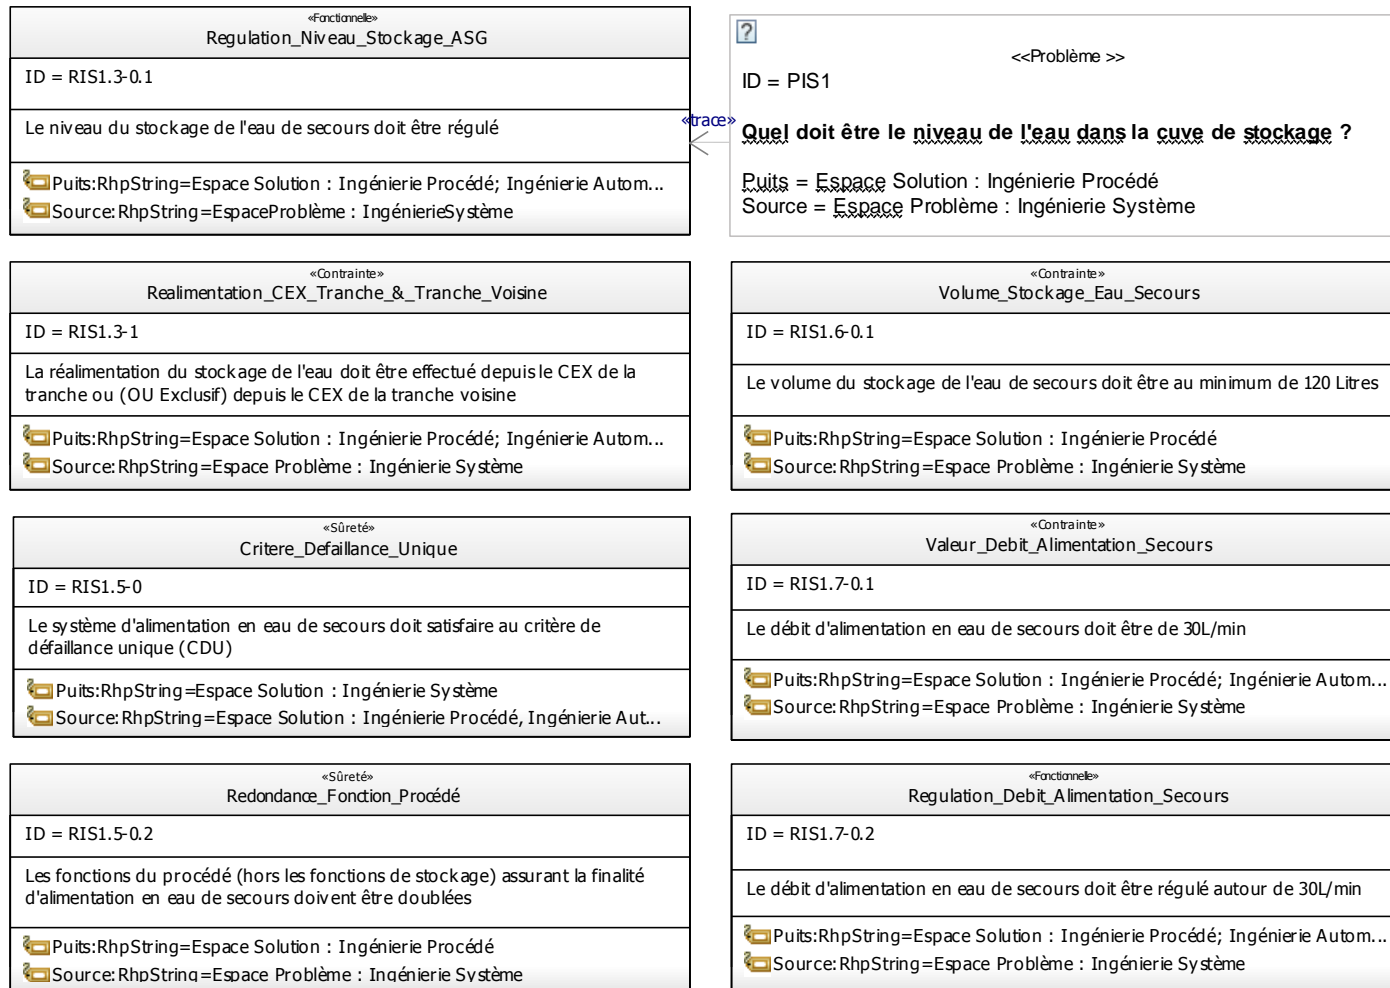 «Fonctionnelle»
Regulation_Niveau_Stockage_ASG
ID = RIS1.3-0.1
Le niveau du stockage de l'eau de secours doit être régulé
Puits:RhpString=Espace Solution : Ingénierie Procédé; Ingénierie Autom...
Source:RhpString=EspaceProblème : IngénierieSystème
«trace»
<<Problème >>
ID = PIS1
Quel doit être le niveau de l'eau dans la cuve de stockage ?
Puits = Espace Solution : Ingénierie Procédé
Source = Espace Problème : Ingénierie Système
«Contrainte»
Realimentation_CEX_Tranche_&_Tranche_Voisine
ID = RIS1.3-1
La réalimentation du stockage de l'eau doit être effectué depuis le CEX de la
tranche ou (OU Exclusif) depuis le CEX de la tranche voisine
Puits:RhpString=Espace Solution : Ingénierie Procédé; Ingénierie Autom...
Source:RhpString=Espace Problème : Ingénierie Système
«Contrainte»
Volume_Stockage_Eau_Secours
ID = RIS1.6-0.1
Le volume du stockage de l'eau de secours doit être au minimum de 120 Litres
Puits:RhpString=Espace Solution : Ingénierie Procédé
Source:RhpString=Espace Problème : Ingénierie Système
«Sûreté»
Critere_Defaillance_Unique
ID = RIS1.5-0
Le système d'alimentation en eau de secours doit satisfaire au critère de
défaillance unique (CDU)
Puits:RhpString=Espace Solution : Ingénierie Système
Source:RhpString=Espace Solution : Ingénierie Procédé, Ingénierie Aut...
«Contrainte»
Valeur_Debit_Alimentation_Secours
ID = RIS1.7-0.1
Le débit d'alimentation en eau de secours doit être de 30L/min
Puits:RhpString=Espace Solution : Ingénierie Procédé; Ingénierie Autom...
Source:RhpString=Espace Problème : Ingénierie Système
«Sûreté»
Redondance_Fonction_Procédé
ID = RIS1.5-0.2
Les fonctions du procédé (hors les fonctions de stockage) assurant la finalité
d'alimentation en eau de secours doivent être doublées
Puits:RhpString=Espace Solution : Ingénierie Procédé
Source:RhpString=Espace Problème : Ingénierie Système
«Fonctionnelle»
Regulation_Debit_Alimentation_Secours
ID = RIS1.7-0.2
Le débit d'alimentation en eau de secours doit être régulé autour de 30L/min
Puits:RhpString=Espace Solution : Ingénierie Procédé; Ingénierie Autom...
Source:RhpString=Espace Problème : Ingénierie Système